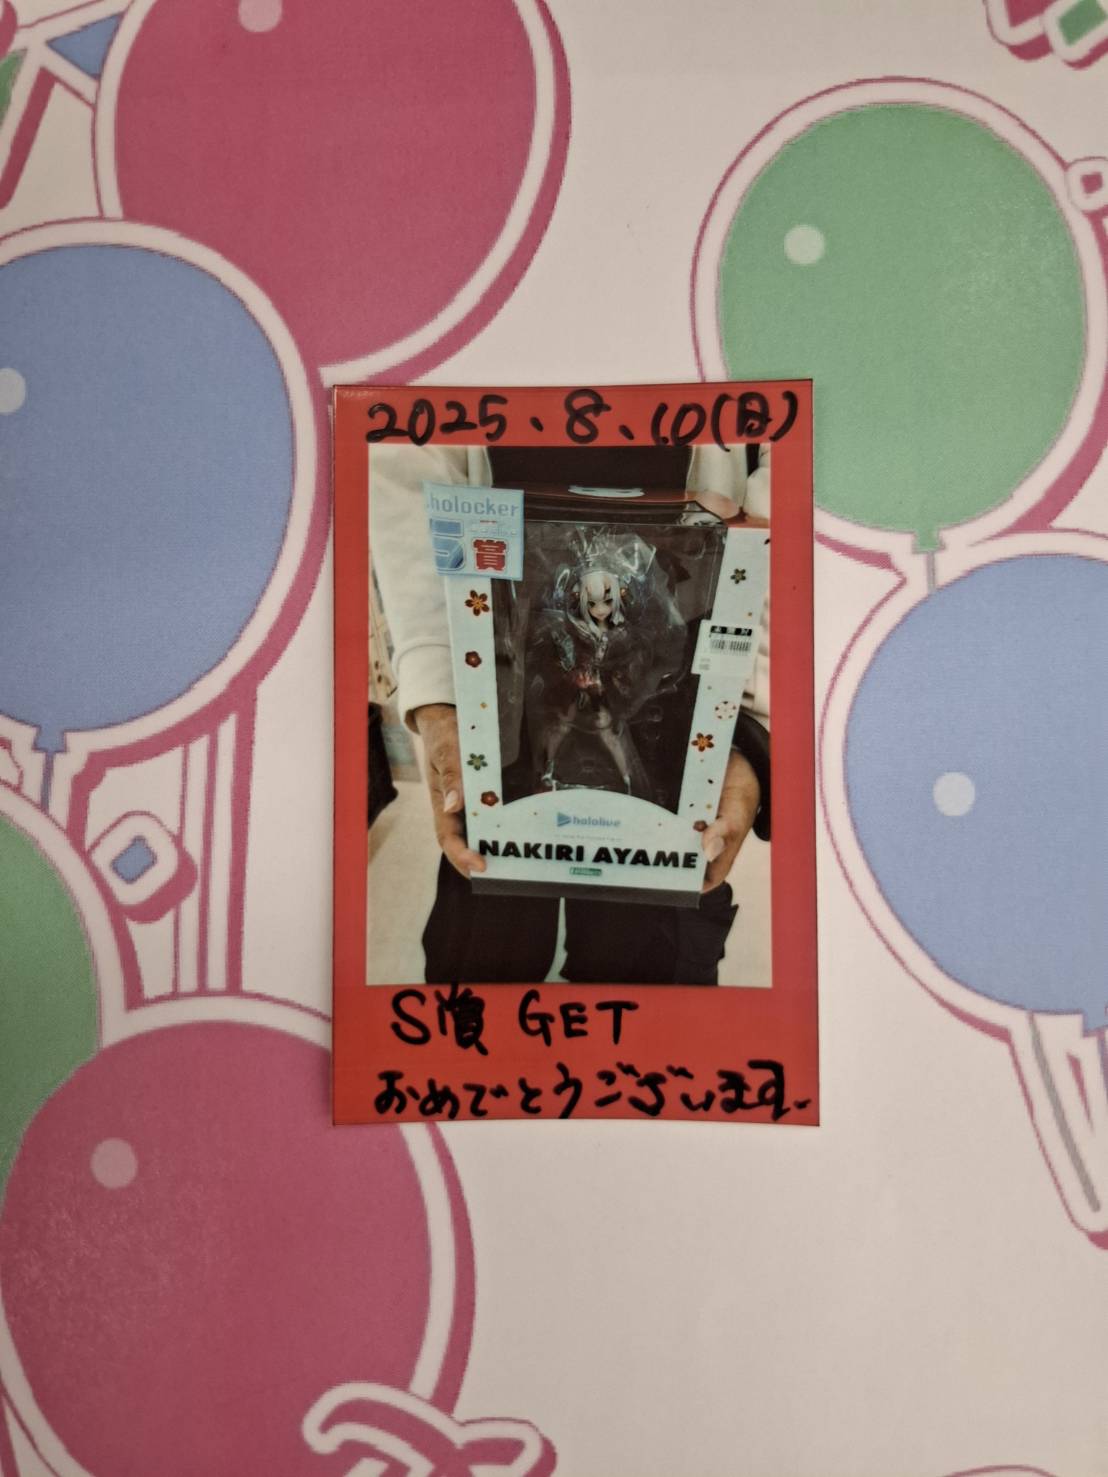 2025、8、10(日)
holocker
賞
hololive
NAKIRI AYAME
S賞 GET
おめでとうございます。